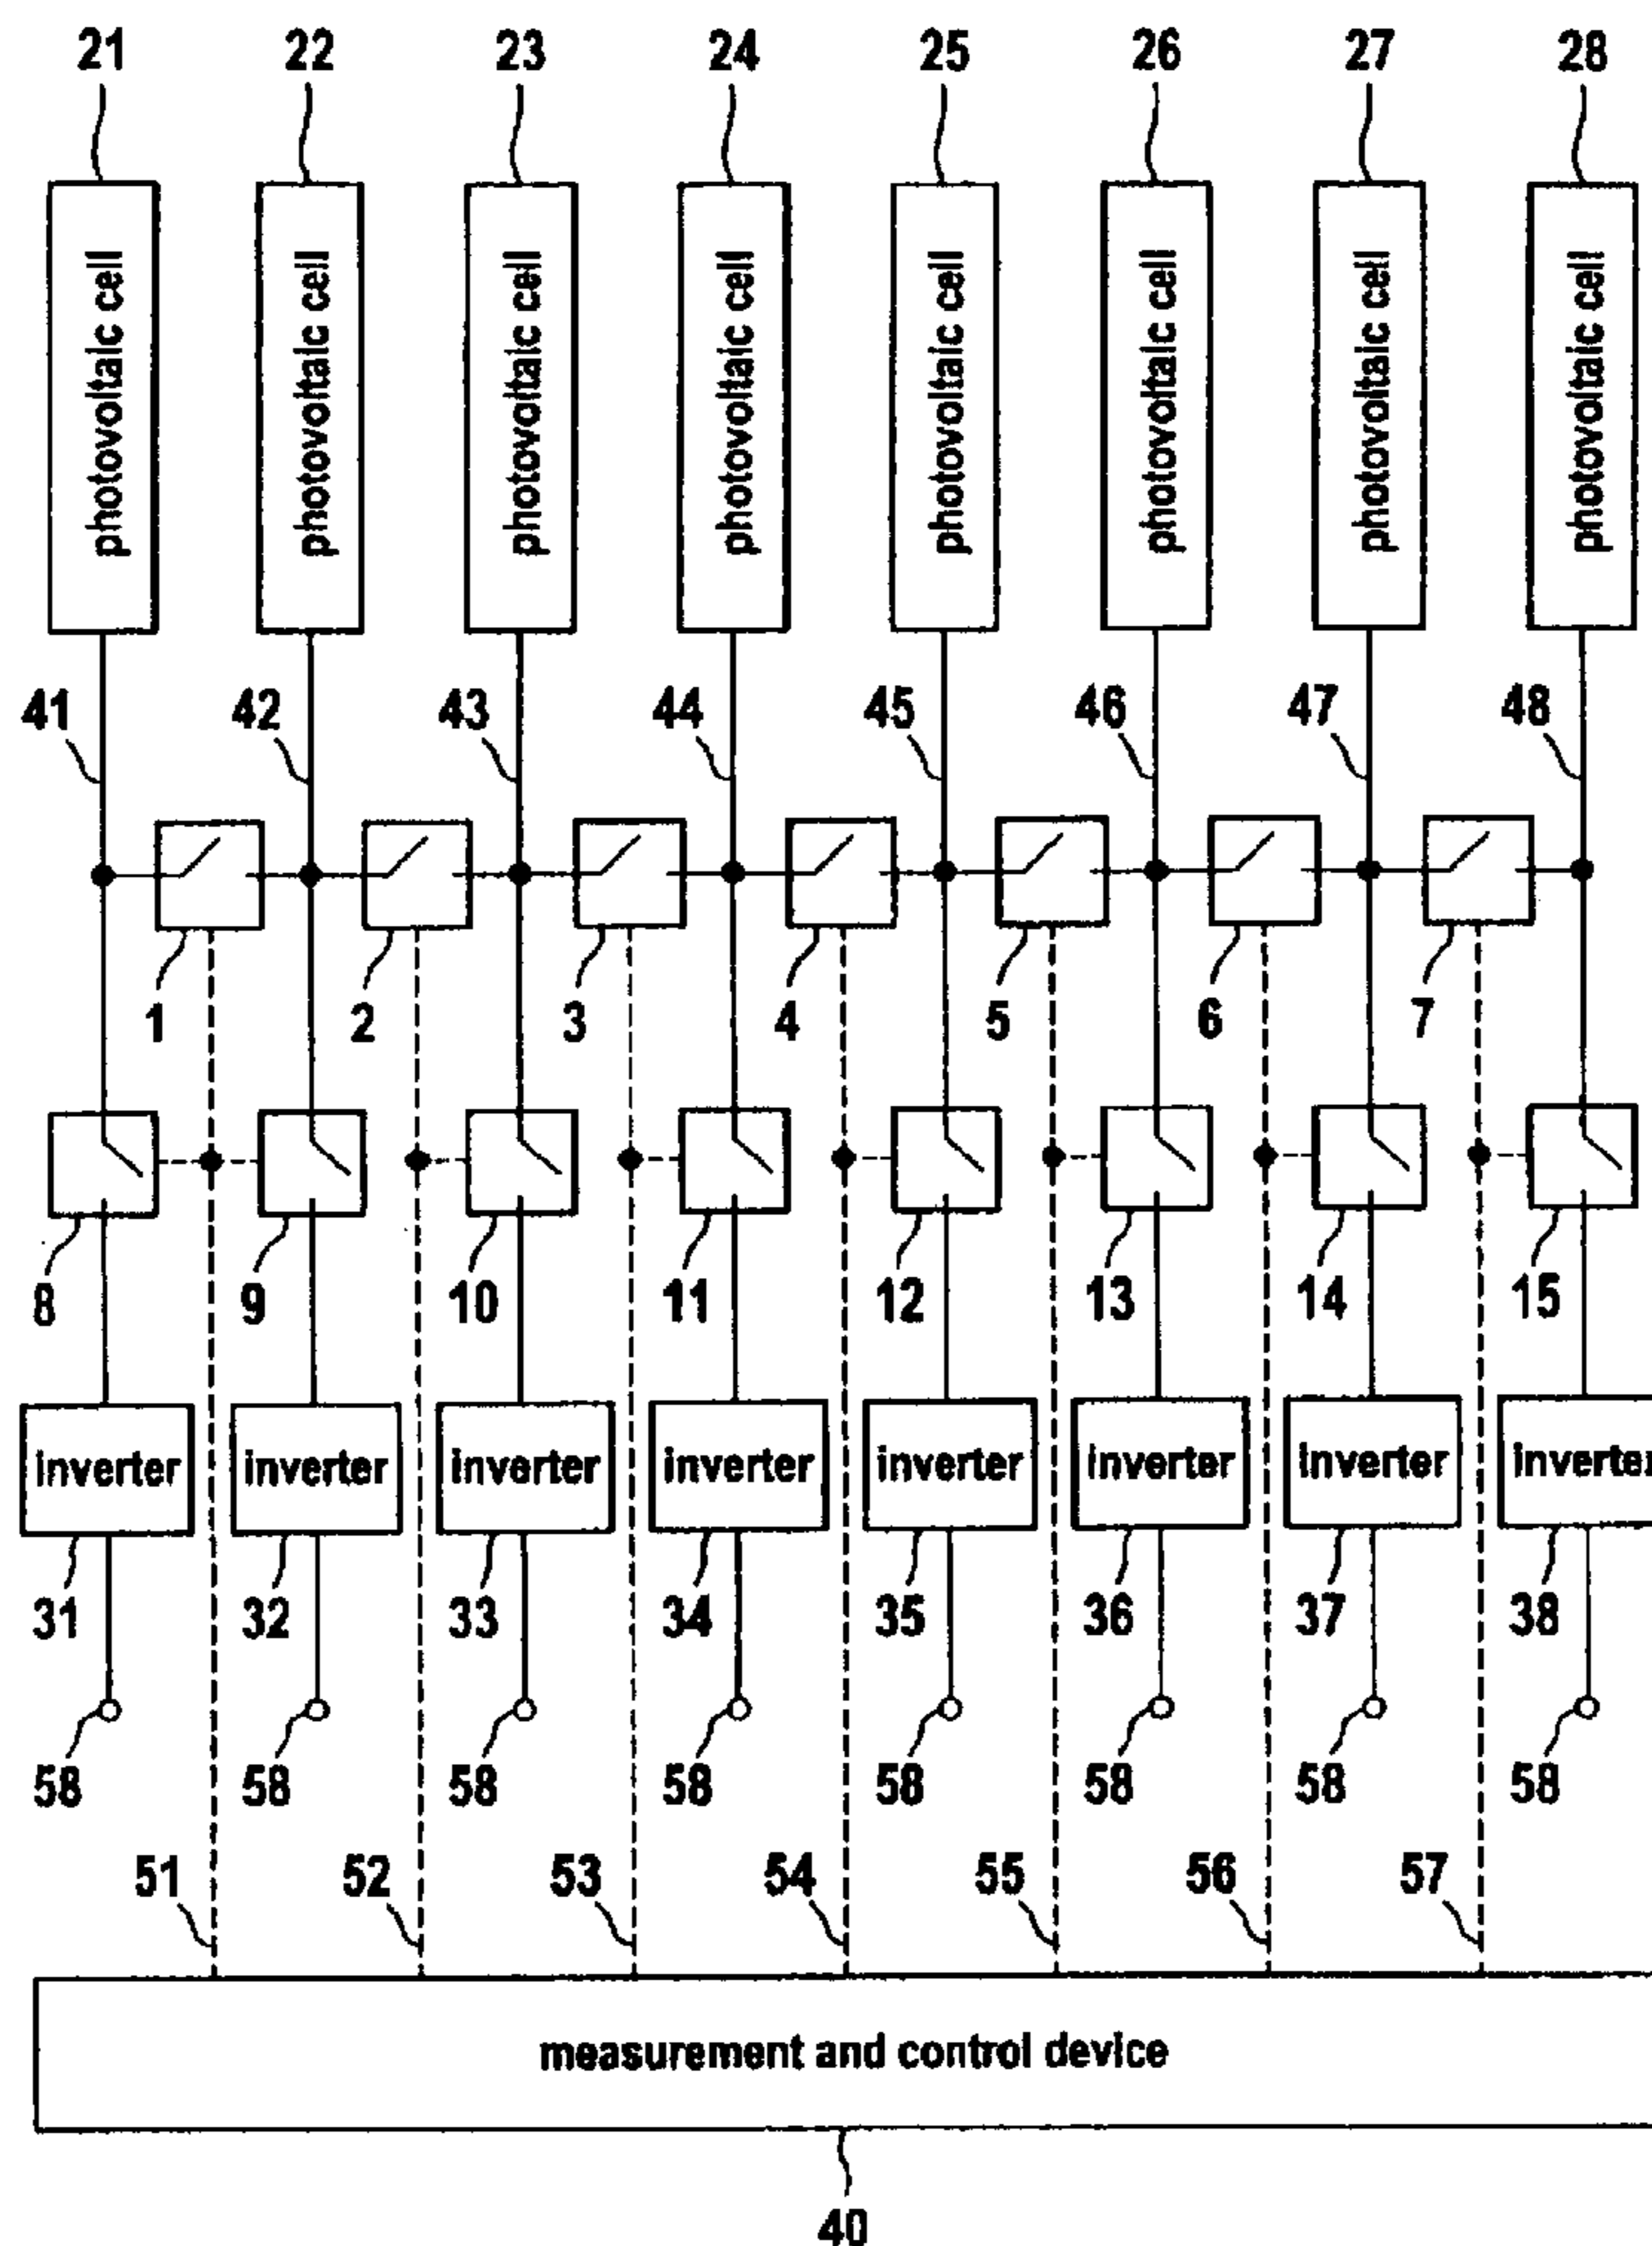 21 22 23 24 25 26 27 28
photovoltaic cell photovoltaic cell photovoltaic cell photovoltaic cell photovoltaic cell photovoltaic cell photovoltaic cell photovoltaic cell
41 42 43 44 45 46 47 48
1 2 3 4 5 6 7
8 9 10 11 12 13 14 15
inverter inverter inverter inverter inverter inverter inverter inverter
31 32 33 34 35 36 37 38
58 58 58 58 58 58 58 58
51 52 53 54 55 56 57
measurement and control device
40